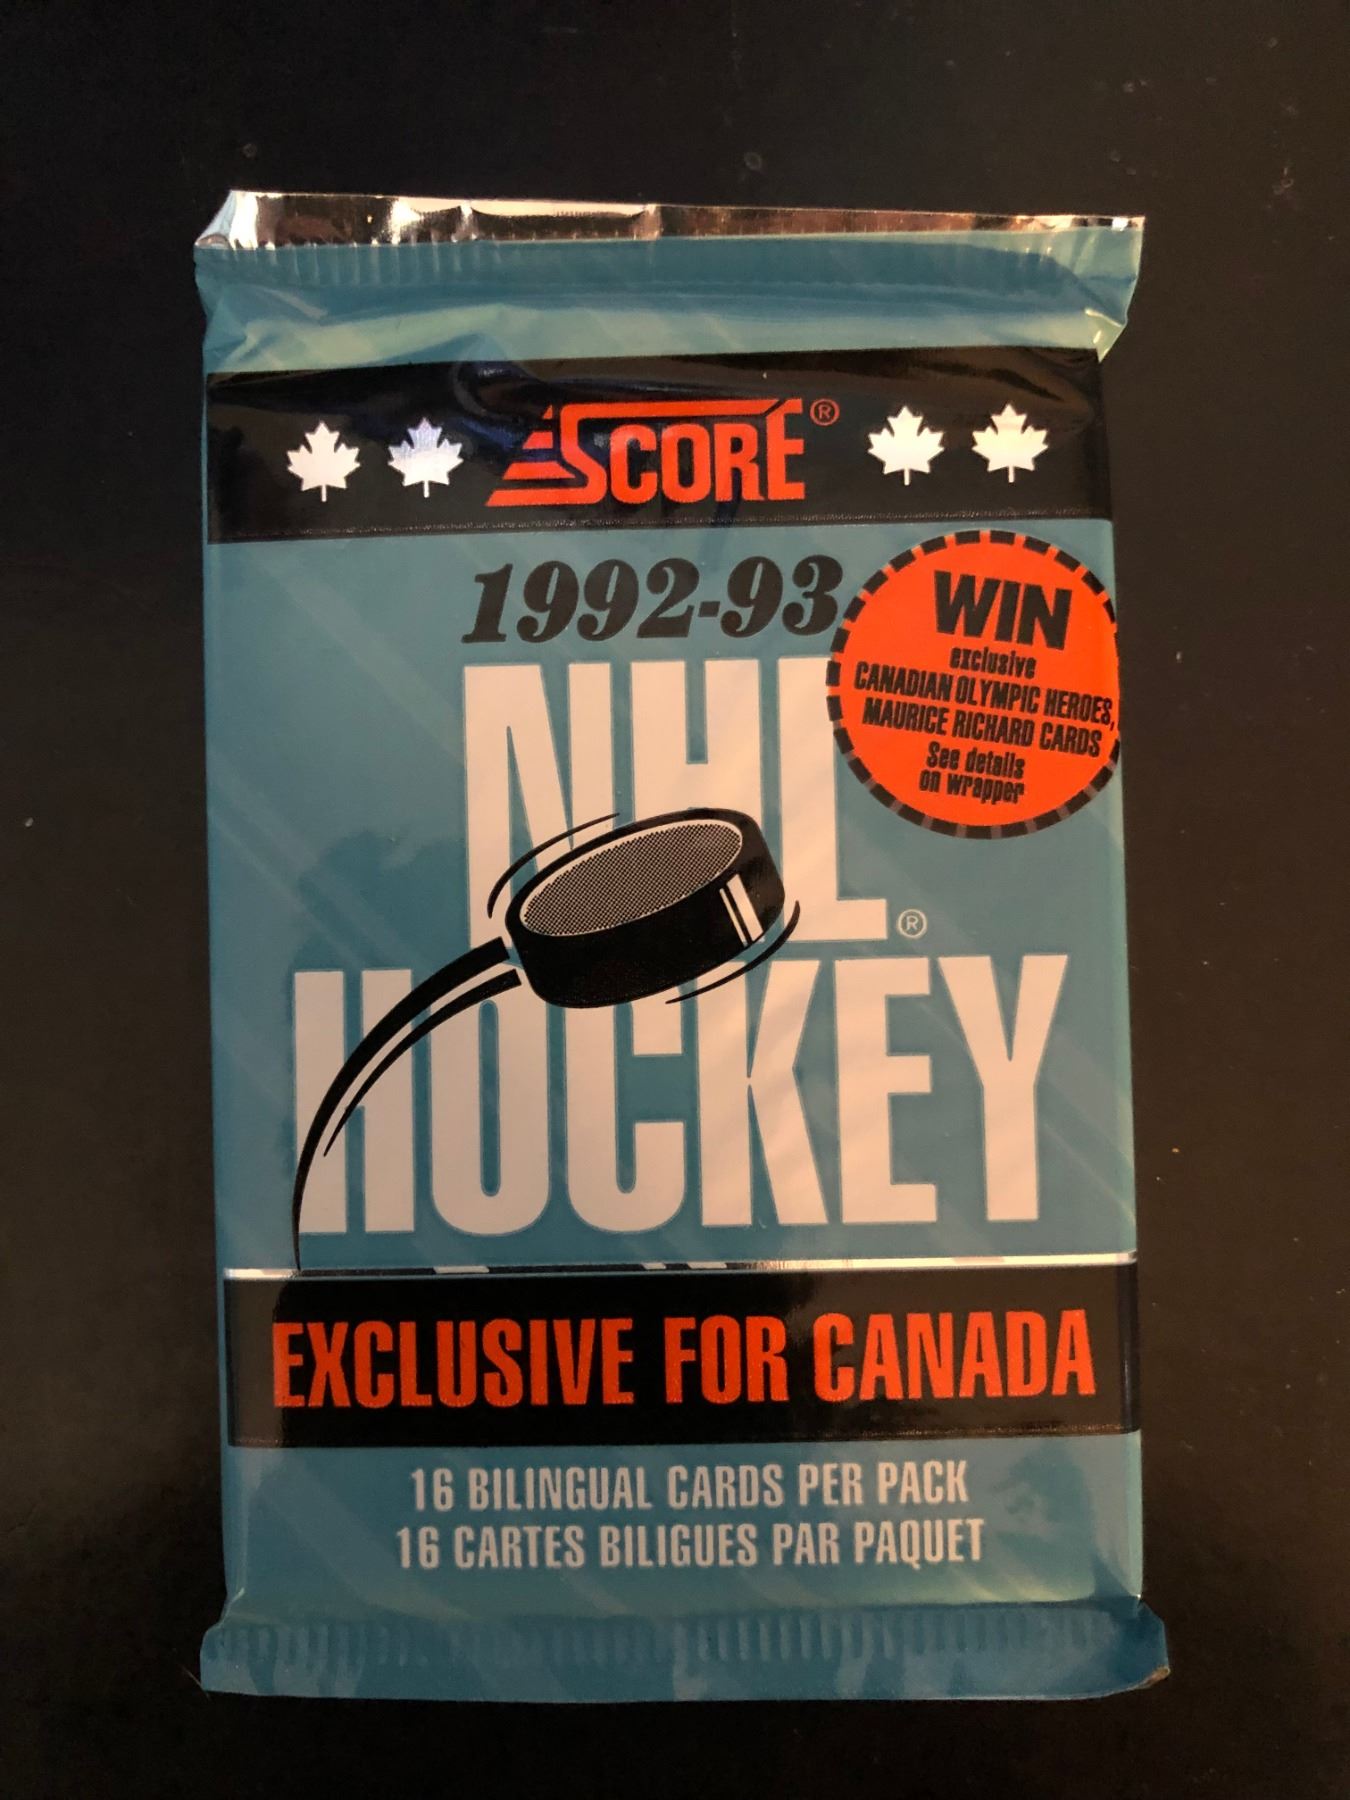 SCORE®
1992-93
NHL®
HOCKEY
WIN
exclusive
CANADIAN OLYMPIC HEROES,
MAURICE RICHARD CARDS
See details
on wrapper
EXCLUSIVE FOR CANADA
16 BILINGUAL CARDS PER PACK
16 CARTES BILIGUES PAR PAQUET